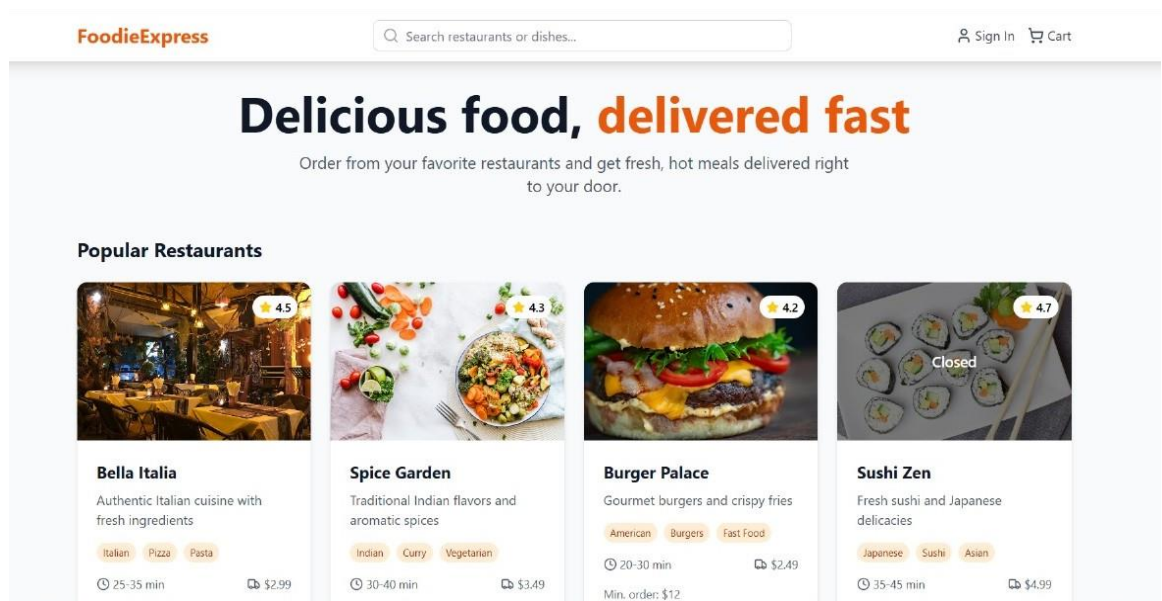 FoodieExpress
Search restaurants or dishes...
Sign In
Cart
Delicious food, delivered fast
Order from your favorite restaurants and get fresh, hot meals delivered right
to your door.
Popular Restaurants
4.5
Bella Italia
Authentic Italian cuisine with
fresh ingredients
Italian Pizza Pasta
25-35 min $2.99
4.3
Spice Garden
Traditional Indian flavors and
aromatic spices
Indian Curry Vegetarian
30-40 min $3.49
4.2
Burger Palace
Gourmet burgers and crispy fries
American Burgers Fast Food
20-30 min $2.49
Min. order: $12
4.7
Closed
Sushi Zen
Fresh sushi and Japanese
delicacies
Japanese Sushi Asian
35-45 min $4.99